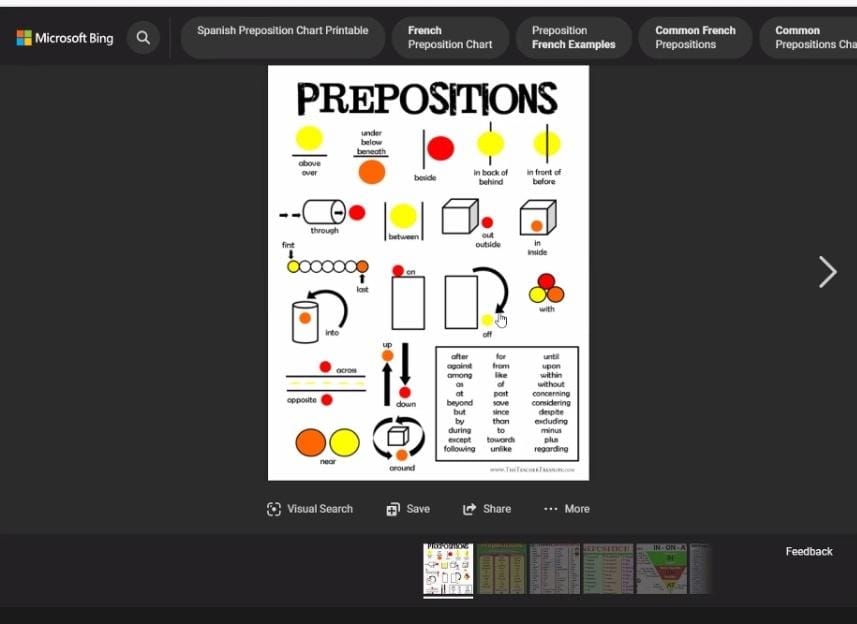 Microsoft Bing
Spanish Preposition Chart Printable
French
Preposition Chart
Preposition
French Examples
Common French
Prepositions
Common
Prepositions Cha
PREPOSITIONS
above
over
under
below
beneath
beside
in back of
behind
in front of
before
through
between
out
outside
in
inside
first
last
on
off
with
into
across
opposite
up
down
near
around
after for until
against from upon
among like within
as of without
at past concerning
beyond save considering
but since despite
by than excluding
during to minus
except towards plus
following unlike regarding
www.TheTeacherTreasury.com
Visual Search Save Share More
IN - ON - A
Feedback